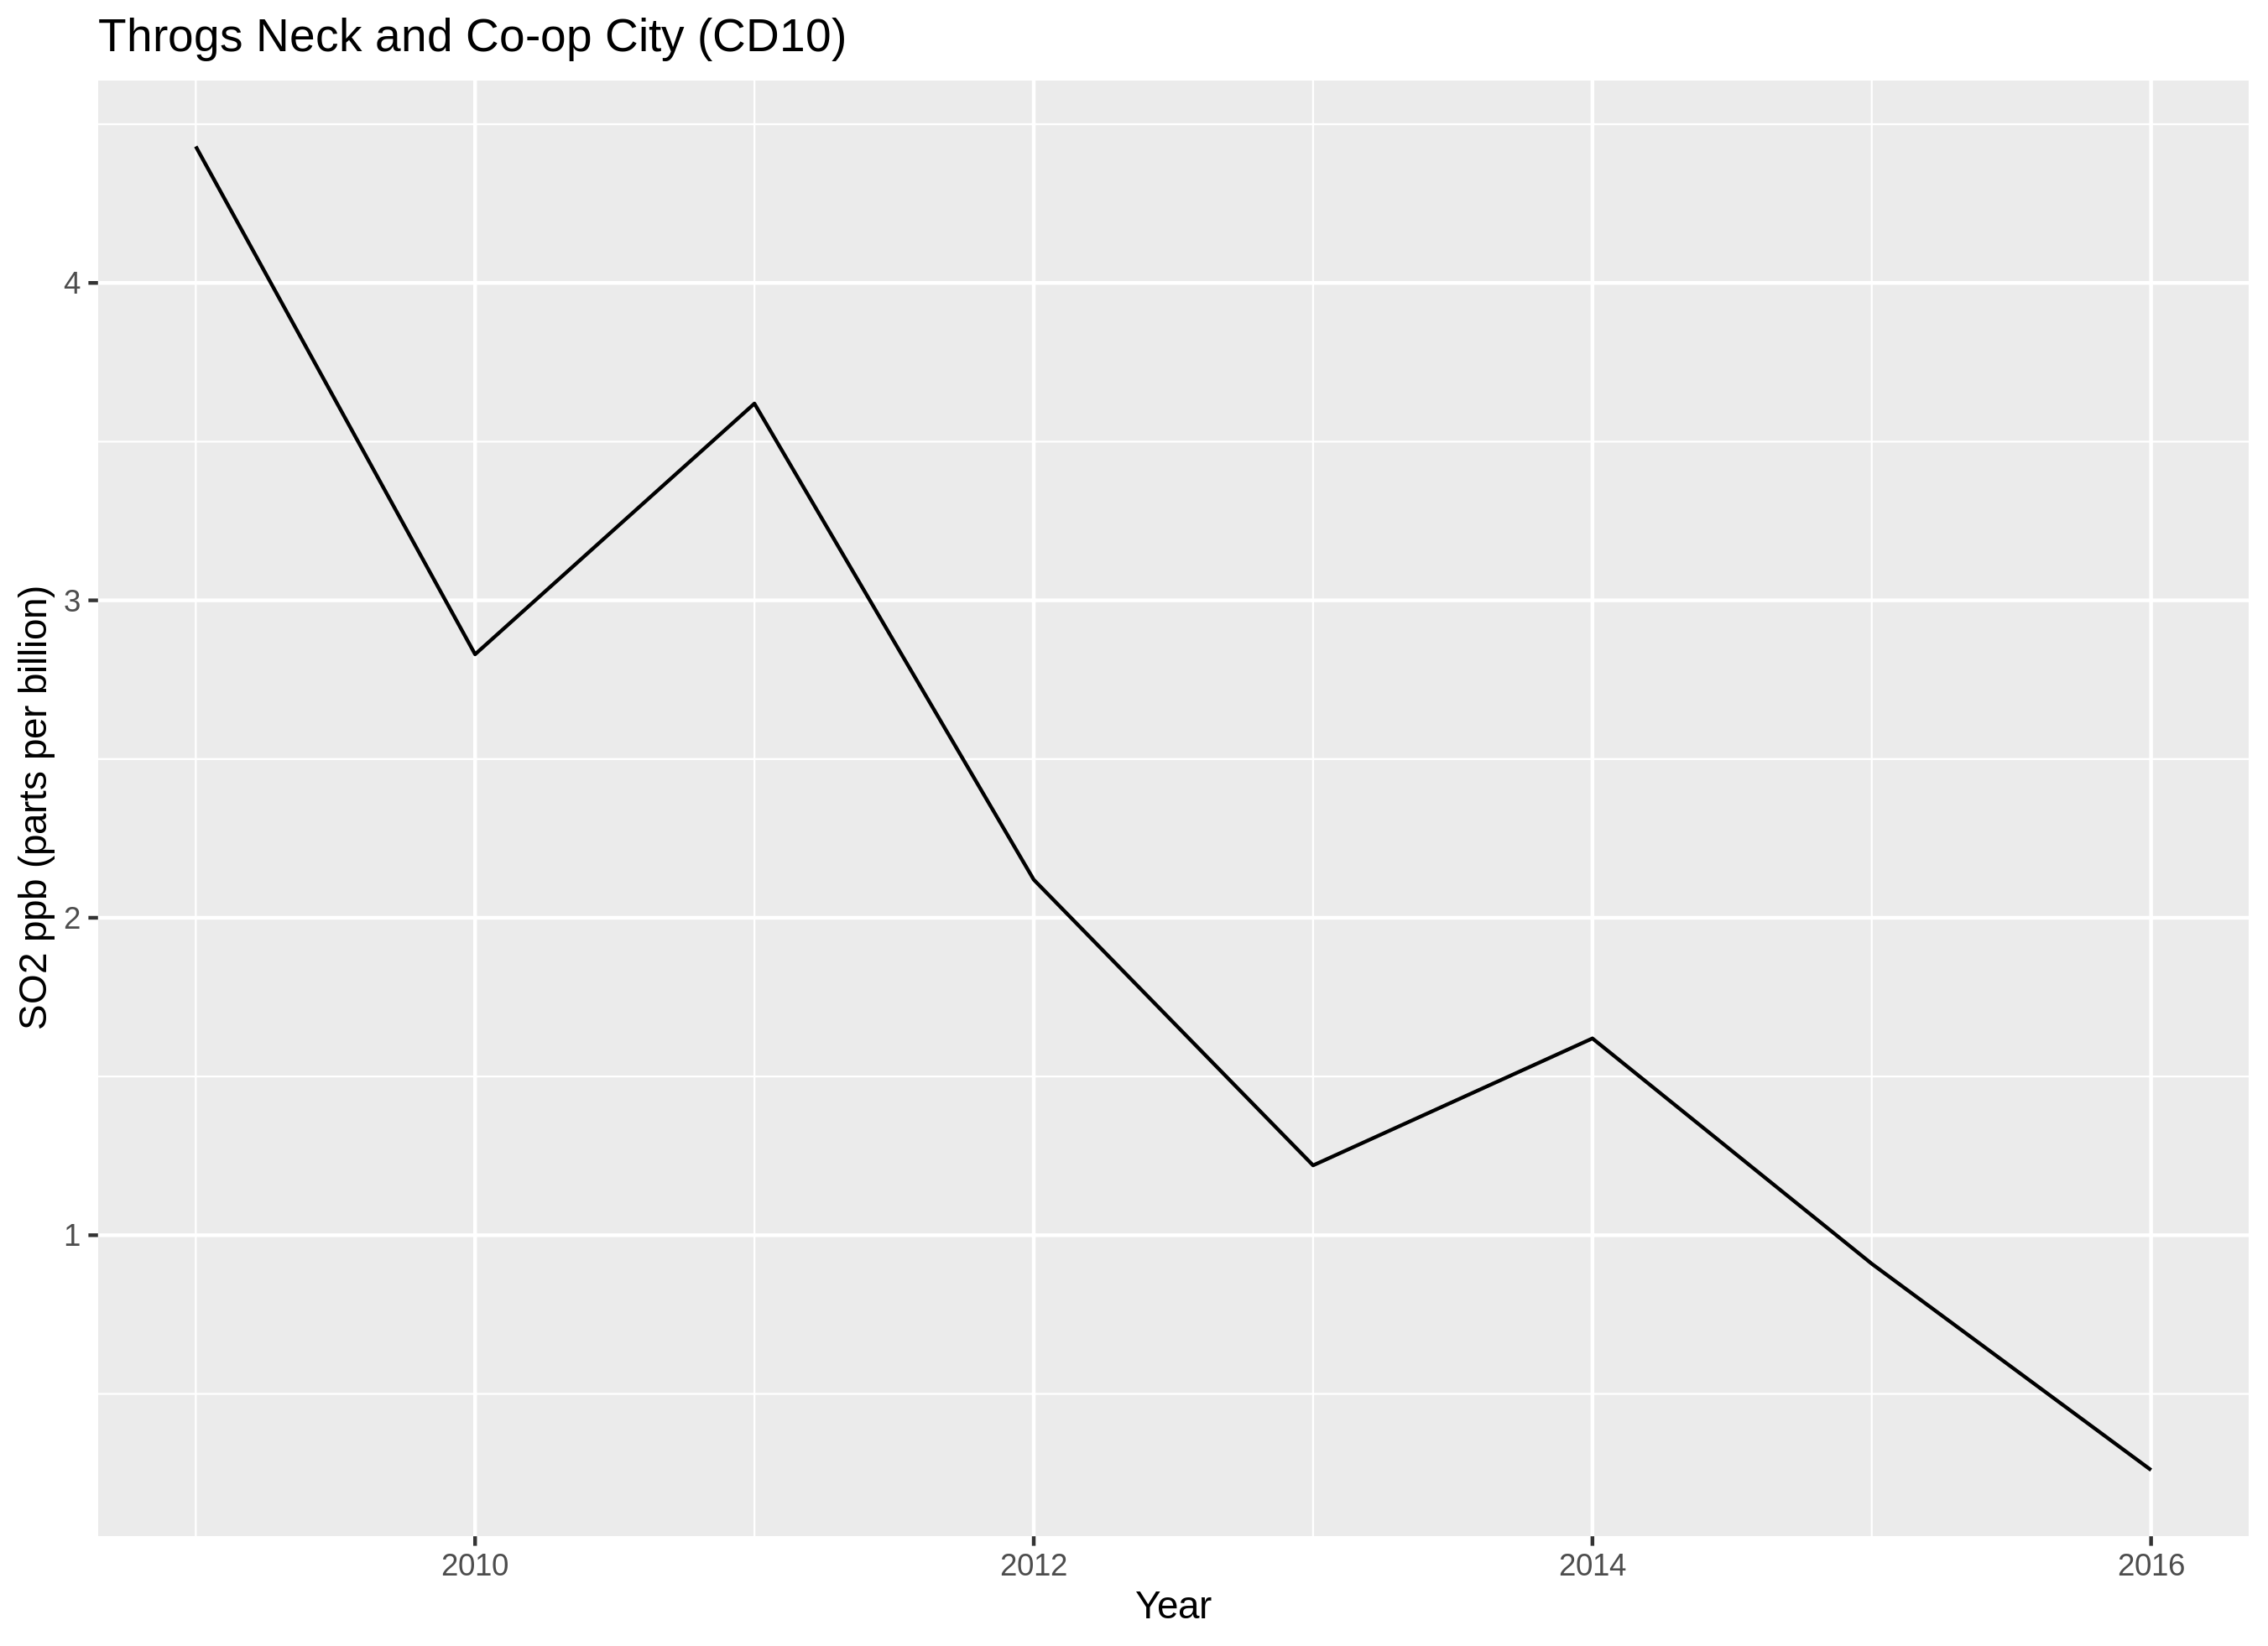 Throgs Neck and Co-op City (CD10)
SO2 ppb (parts per billion)
4
3
2
1
2010
2012
2014
2016
Year